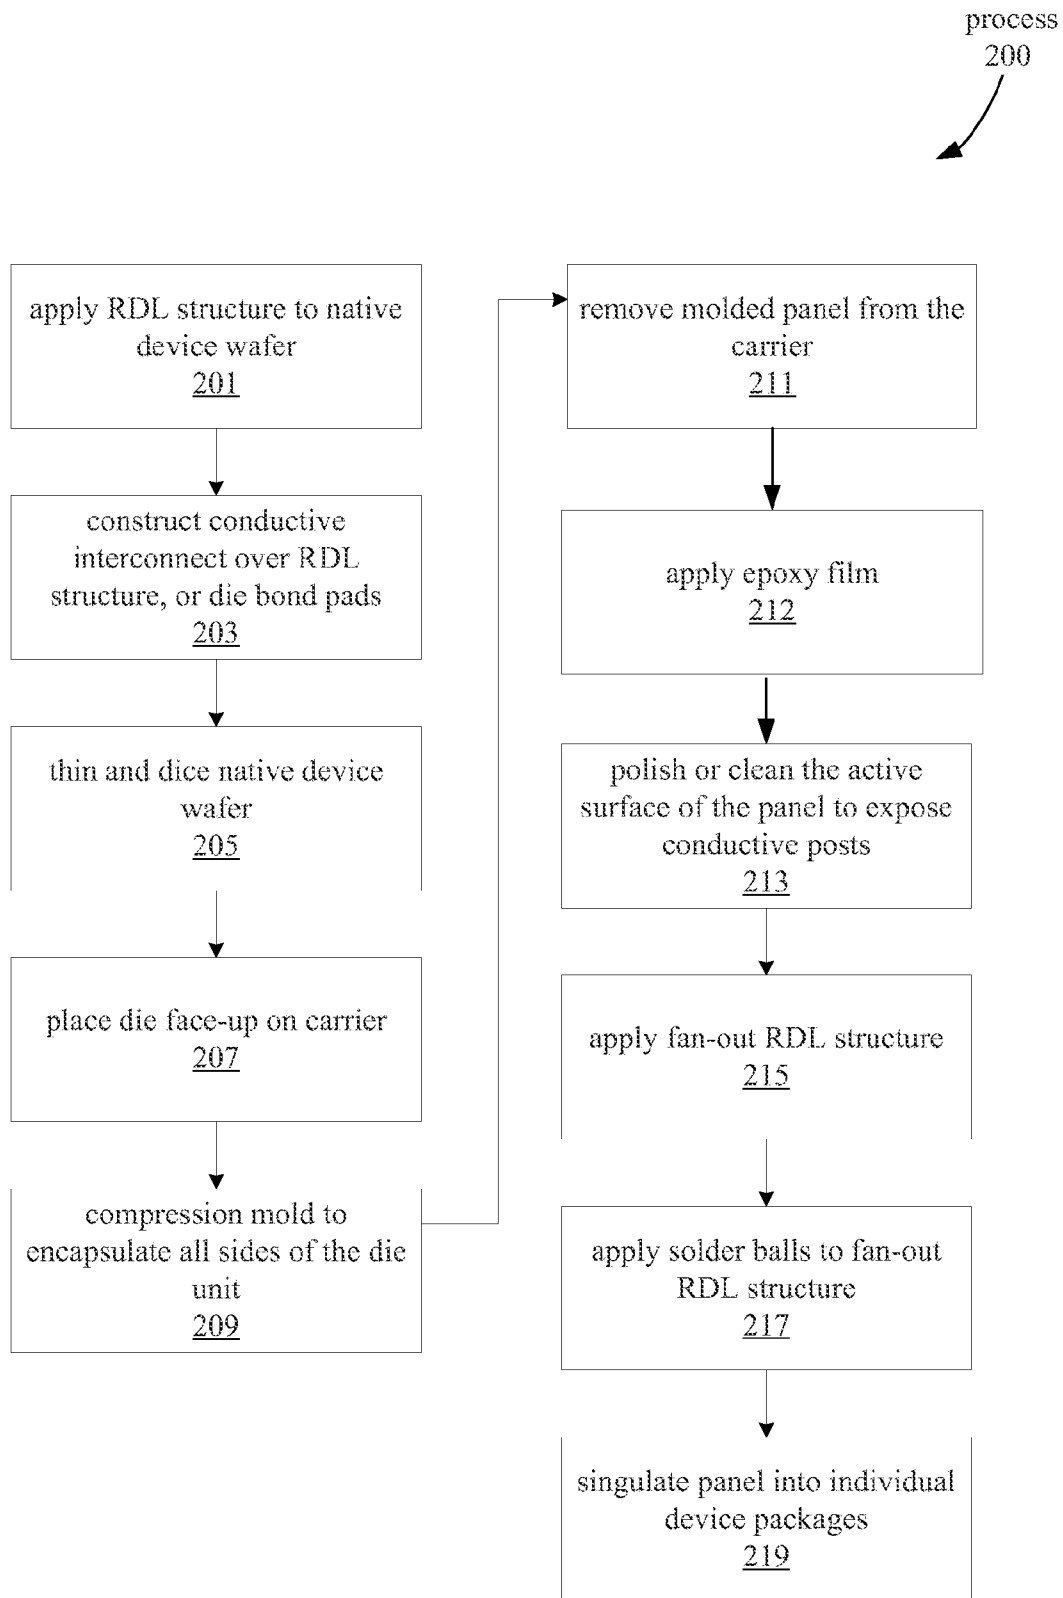 process
200
apply RDL structure to native
device wafer
201
construct conductive
interconnect over RDL
structure, or die bond pads
203
thin and dice native device
wafer
205
place die face-up on carrier
207
compression mold to
encapsulate all sides of the die
unit
209
remove molded panel from the
carrier
211
apply epoxy film
212
polish or clean the active
surface of the panel to expose
conductive posts
213
apply fan-out RDL structure
215
apply solder balls to fan-out
RDL structure
217
singulate panel into individual
device packages
219